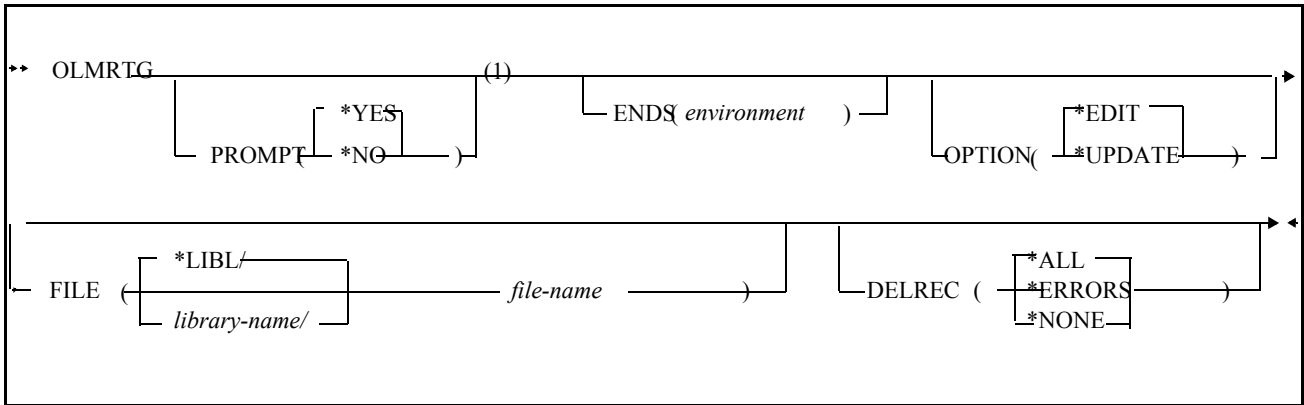 OLMRTG (1)
PROMPT( *YES
*NO )
ENDS( environment )
OPTION( *EDIT
*UPDATE )
FILE ( *LIBL/
library-name/ file-name )
DELREC ( *ALL
*ERRORS )
*NONE